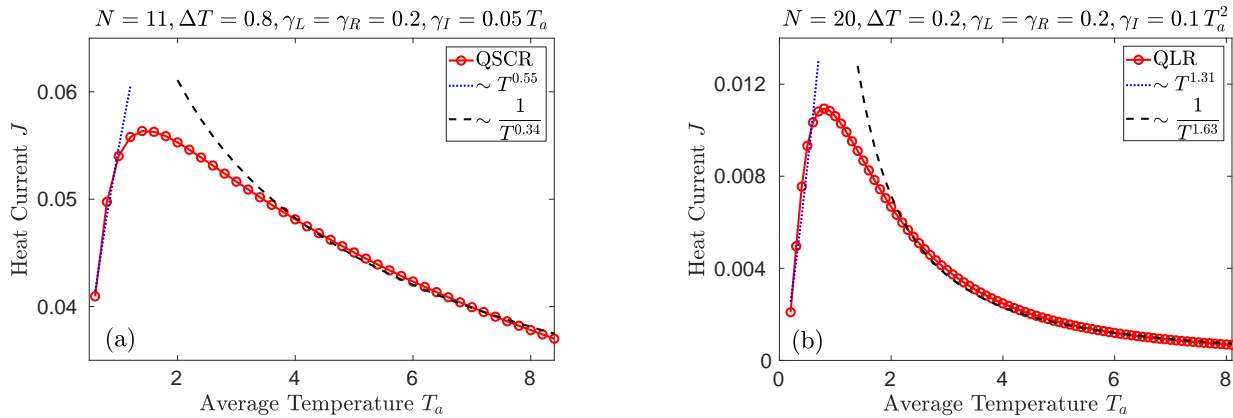 N = 11, ΔT = 0.8, γ_L = γ_R = 0.2, γ_I = 0.05 T_a
0.06
0.05
0.04
Heat Current J
QSCR
~ T^0.55
~ 1/T^0.34
(a)
2 4 6 8
Average Temperature T_a
N = 20, ΔT = 0.2, γ_L = γ_R = 0.2, γ_I = 0.1 T_a^2
0.012
0.008
0.004
0
Heat Current J
QLR
~ T^1.31
~ 1/T^1.63
(b)
0 2 4 6 8
Average Temperature T_a